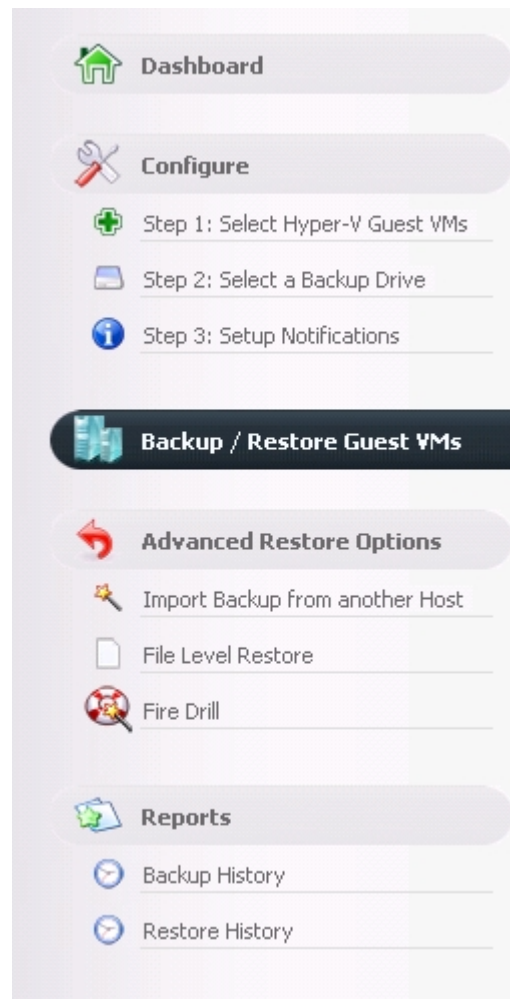 Dashboard
Configure
Step 1: Select Hyper-V Guest VMs
Step 2: Select a Backup Drive
Step 3: Setup Notifications
Backup / Restore Guest VMs
Advanced Restore Options
Import Backup from another Host
File Level Restore
Fire Drill
Reports
Backup History
Restore History